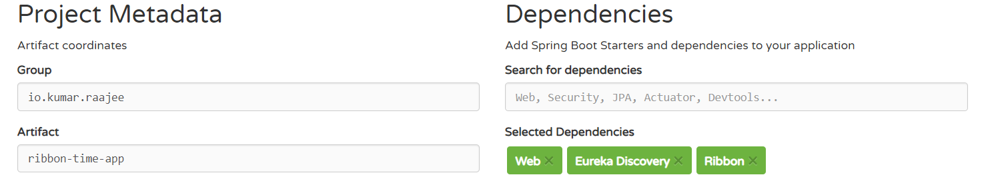 Project Metadata
Artifact coordinates
Group
io.kumar.raajee
Artifact
ribbon-time-app
Dependencies
Add Spring Boot Starters and dependencies to your application
Search for dependencies
Web, Security, JPA, Actuator, Devtools...
Selected Dependencies
Web × Eureka Discovery × Ribbon ×